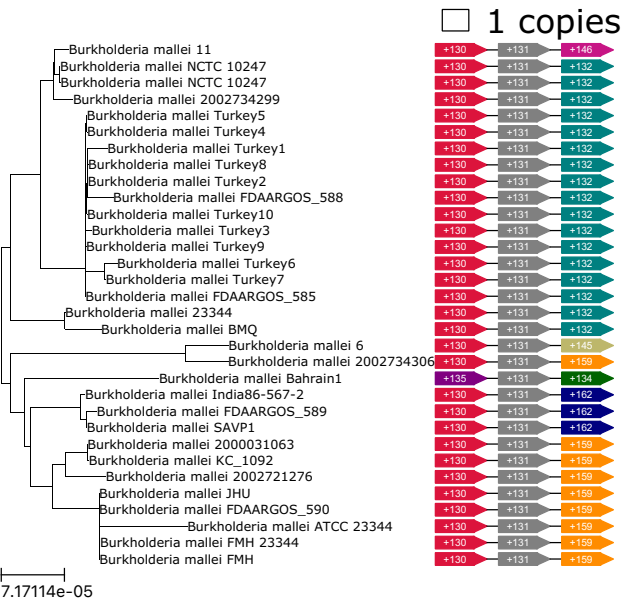 1 copies
Burkholderia mallei 11 +130 +131 +146
Burkholderia mallei NCTC 10247 +130 +131 +132
Burkholderia mallei NCTC 10247 +130 +131 +132
Burkholderia mallei 2002734299 +130 +131 +132
Burkholderia mallei Turkey5 +130 +131 +132
Burkholderia mallei Turkey4 +130 +131 +132
Burkholderia mallei Turkey1 +130 +131 +132
Burkholderia mallei Turkey8 +130 +131 +132
Burkholderia mallei Turkey2 +130 +131 +132
Burkholderia mallei FDAARGOS_588 +130 +131 +132
Burkholderia mallei Turkey10 +130 +131 +132
Burkholderia mallei Turkey3 +130 +131 +132
Burkholderia mallei Turkey9 +130 +131 +132
Burkholderia mallei Turkey6 +130 +131 +132
Burkholderia mallei Turkey7 +130 +131 +132
Burkholderia mallei FDAARGOS_585 +130 +131 +132
Burkholderia mallei 23344 +130 +131 +132
Burkholderia mallei BMQ +130 +131 +132
Burkholderia mallei 6 +130 +131 +145
Burkholderia mallei 2002734306 +130 +131 +159
Burkholderia mallei Bahrain1 +135 +131 +134
Burkholderia mallei India86-567-2 +130 +131 +162
Burkholderia mallei FDAARGOS_589 +130 +131 +162
Burkholderia mallei SAVP1 +130 +131 +162
Burkholderia mallei 2000031063 +130 +131 +159
Burkholderia mallei KC_1092 +130 +131 +159
Burkholderia mallei 2002721276 +130 +131 +159
Burkholderia mallei JHU +130 +131 +159
Burkholderia mallei FDAARGOS_590 +130 +131 +159
Burkholderia mallei ATCC 23344 +130 +131 +159
Burkholderia mallei FMH 23344 +130 +131 +159
Burkholderia mallei FMH +130 +131 +159
7.17114e-05